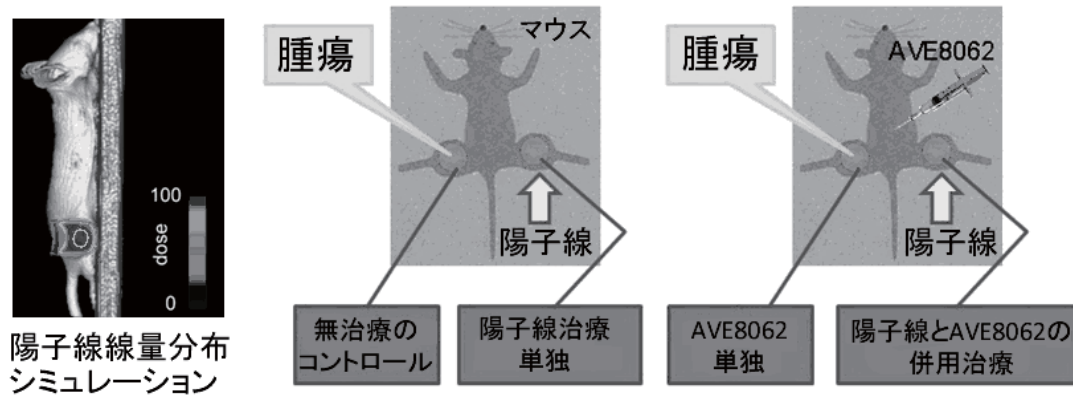 100
dose
0
陽子線線量分布
シミュレーション
腫瘍
マウス
陽子線
無治療の
コントロール
陽子線治療
単独
腫瘍
AVE8062
陽子線
AVE8062
単独
陽子線とAVE8062の
併用治療